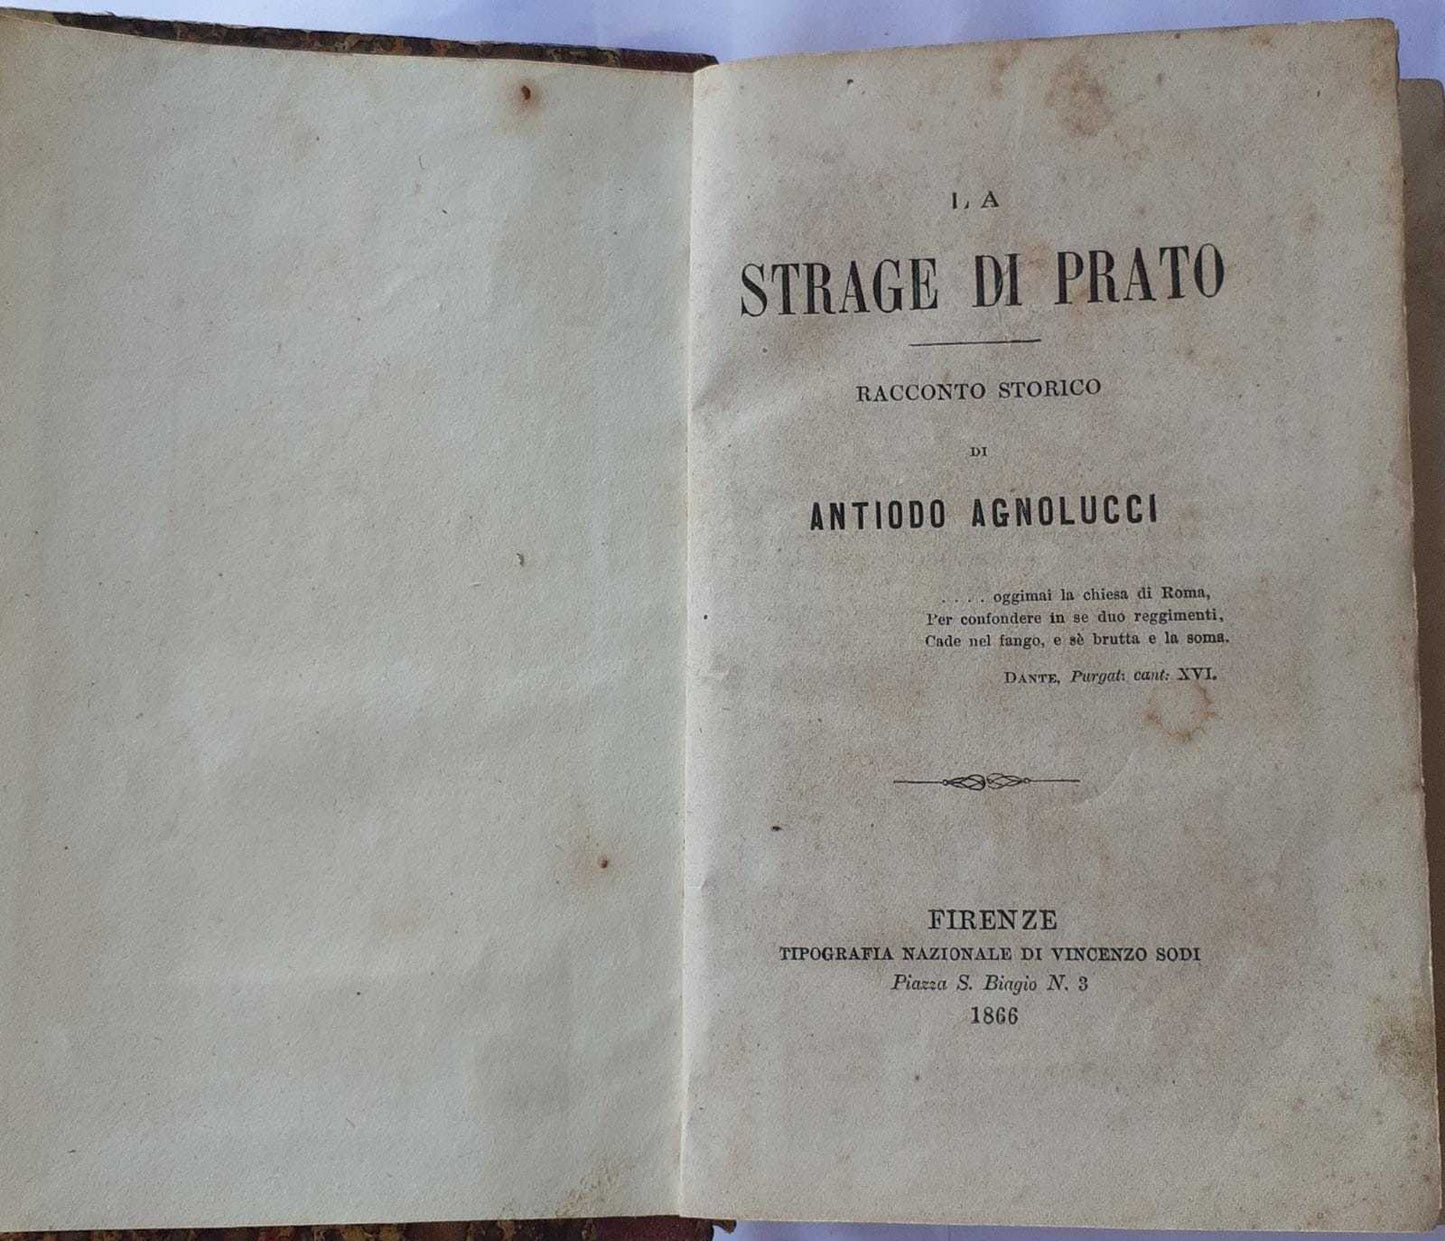 LA
STRAGE DI PRATO
RACCONTO STORICO
DI
ANTIODO AGNOLUCCI
. . . . oggimai la chiesa di Roma,
Per confondere in se duo reggimenti,
Cade nel fango, e sè brutta e la soma.
DANTE, Purgat: cant: XVI.
FIRENZE
TIPOGRAFIA NAZIONALE DI VINCENZO SODI
Piazza S. Biagio N. 3
1866